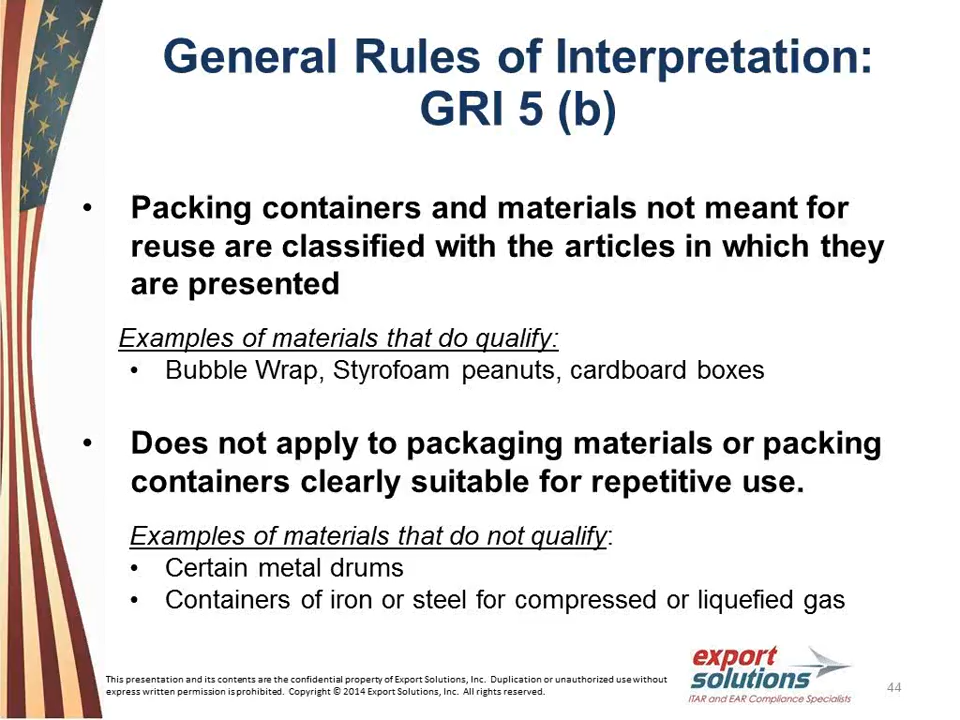 General Rules of Interpretation:
GRI 5 (b)
• Packing containers and materials not meant for
reuse are classified with the articles in which they
are presented
Examples of materials that do qualify:
• Bubble Wrap, Styrofoam peanuts, cardboard boxes
• Does not apply to packaging materials or packing
containers clearly suitable for repetitive use.
Examples of materials that do not qualify:
• Certain metal drums
• Containers of iron or steel for compressed or liquefied gas
This presentation and its contents are the confidential property of Export Solutions, Inc. Duplication or unauthorized use without
express written permission is prohibited. Copyright © 2014 Export Solutions, Inc. All rights reserved.
export
solutions
ITAR and EAR Compliance Specialists
44